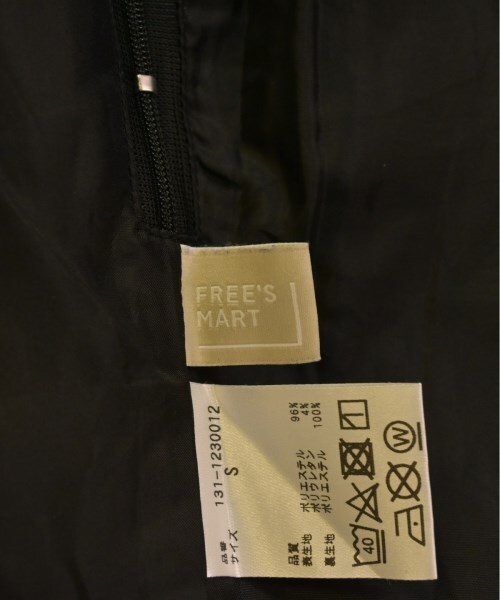 FREE'S
MART
品番 131-1230012
サイズ S
品質
表生地 ポリエステル 96%
ポリウレタン 4%
裏生地 ポリエステル 100%
40
W